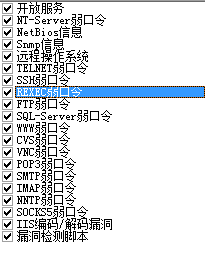 开放服务
NT-Server弱口令
NetBios信息
Snmp信息
远程操作系统
TELNET弱口令
SSH弱口令
REXEC弱口令
FTP弱口令
SQL-Server弱口令
WWW弱口令
CVS弱口令
VNC弱口令
POP3弱口令
SMTP弱口令
IMAP弱口令
NNTP弱口令
SOCKS5弱口令
IIS编码/解码漏洞
漏洞检测脚本